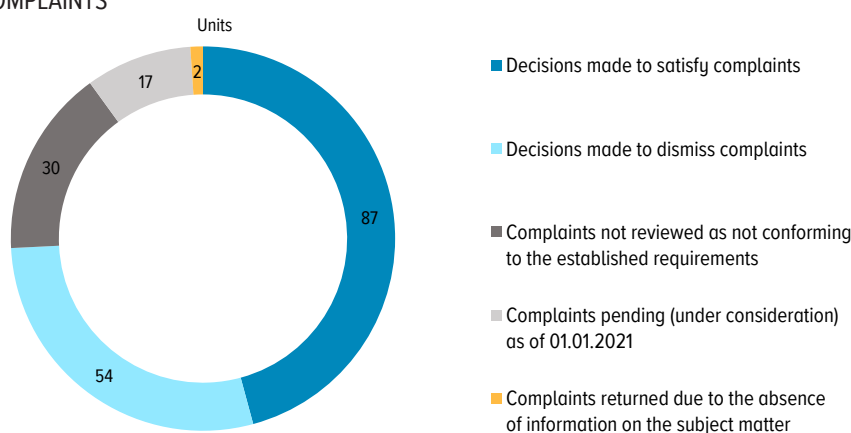 OMPLAINTS
Units
2
17
30
87
54
Decisions made to satisfy complaints
Decisions made to dismiss complaints
Complaints not reviewed as not conforming
to the established requirements
Complaints pending (under consideration)
as of 01.01.2021
Complaints returned due to the absence
of information on the subject matter